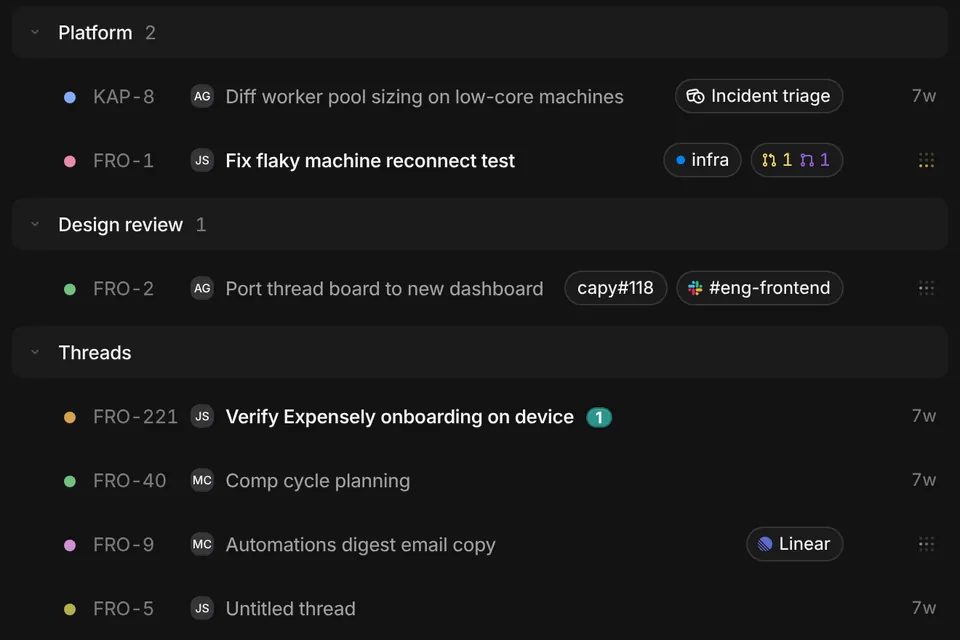 Platform 2
KAP-8 AG Diff worker pool sizing on low-core machines Incident triage 7w
FRO-1 JS Fix flaky machine reconnect test infra 1 1
Design review 1
FRO-2 AG Port thread board to new dashboard capy#118 #eng-frontend
Threads
FRO-221 JS Verify Expensely onboarding on device 1 7w
FRO-40 MC Comp cycle planning 7w
FRO-9 MC Automations digest email copy Linear
FRO-5 JS Untitled thread 7w